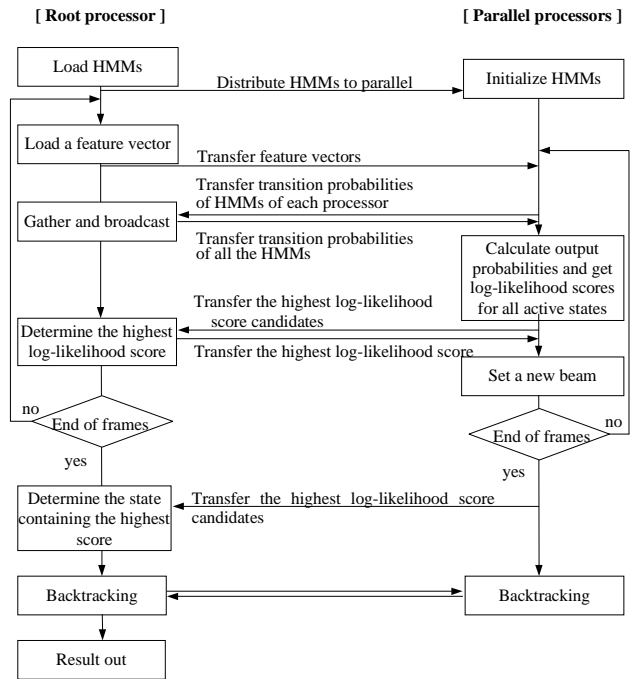 [ Root processor ]
[ Parallel processors ]
Load HMMs
Distribute HMMs to parallel
Initialize HMMs
Load a feature vector
Transfer feature vectors
Transfer transition probabilities
of HMMs of each processor
Gather and broadcast
Transfer transition probabilities
of all the HMMs
Calculate output
probabilities and get
log-likelihood scores
for all active states
Transfer the highest log-likelihood
score candidates
Determine the highest
log-likelihood score
Transfer the highest log-likelihood score
Set a new beam
no
End of frames
yes
no
End of frames
yes
Determine the state
containing the highest
score
Transfer the highest log-likelihood score
candidates
Backtracking
Backtracking
Result out